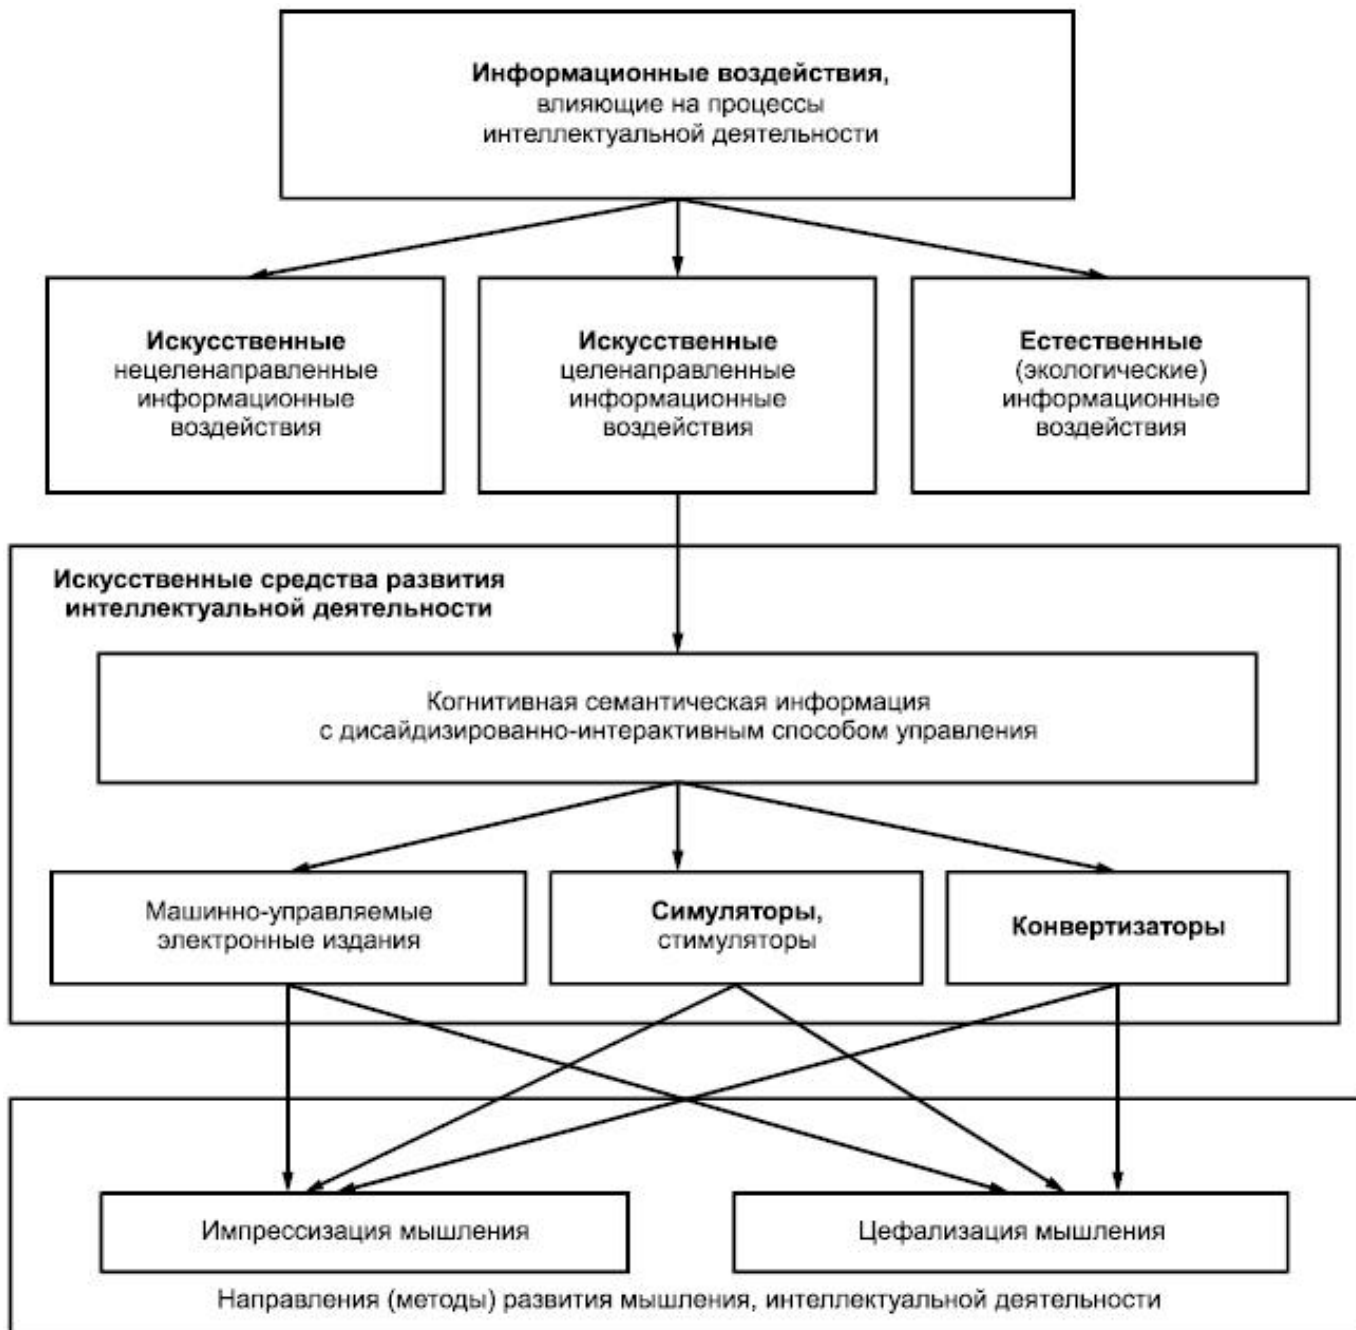 Информационные воздействия,
влияющие на процессы
интеллектуальной деятельности
Искусственные
нецеленаправленные
информационные
воздействия
Искусственные
целенаправленные
информационные
воздействия
Естественные
(экологические)
информационные
воздействия
Искусственные средства развития
интеллектуальной деятельности
Когнитивная семантическая информация
с дисайдизированно-интерактивным способом управления
Машинно-управляемые
электронные издания
Симуляторы,
стимуляторы
Конвертизаторы
Импрессизация мышления
Цефализация мышления
Направления (методы) развития мышления, интеллектуальной деятельности